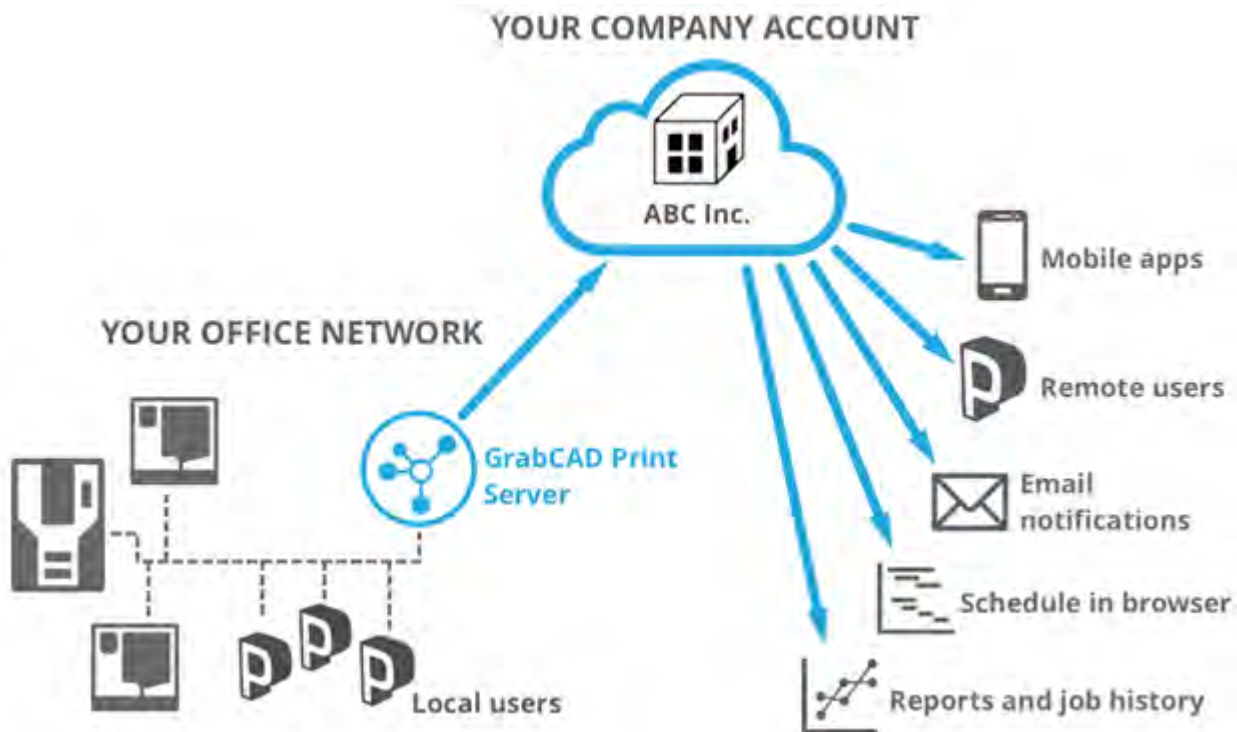 YOUR COMPANY ACCOUNT
ABC Inc.
Mobile apps
YOUR OFFICE NETWORK
Remote users
GrabCAD Print
Server
Email
notifications
Schedule in browser
Local users
Reports and job history